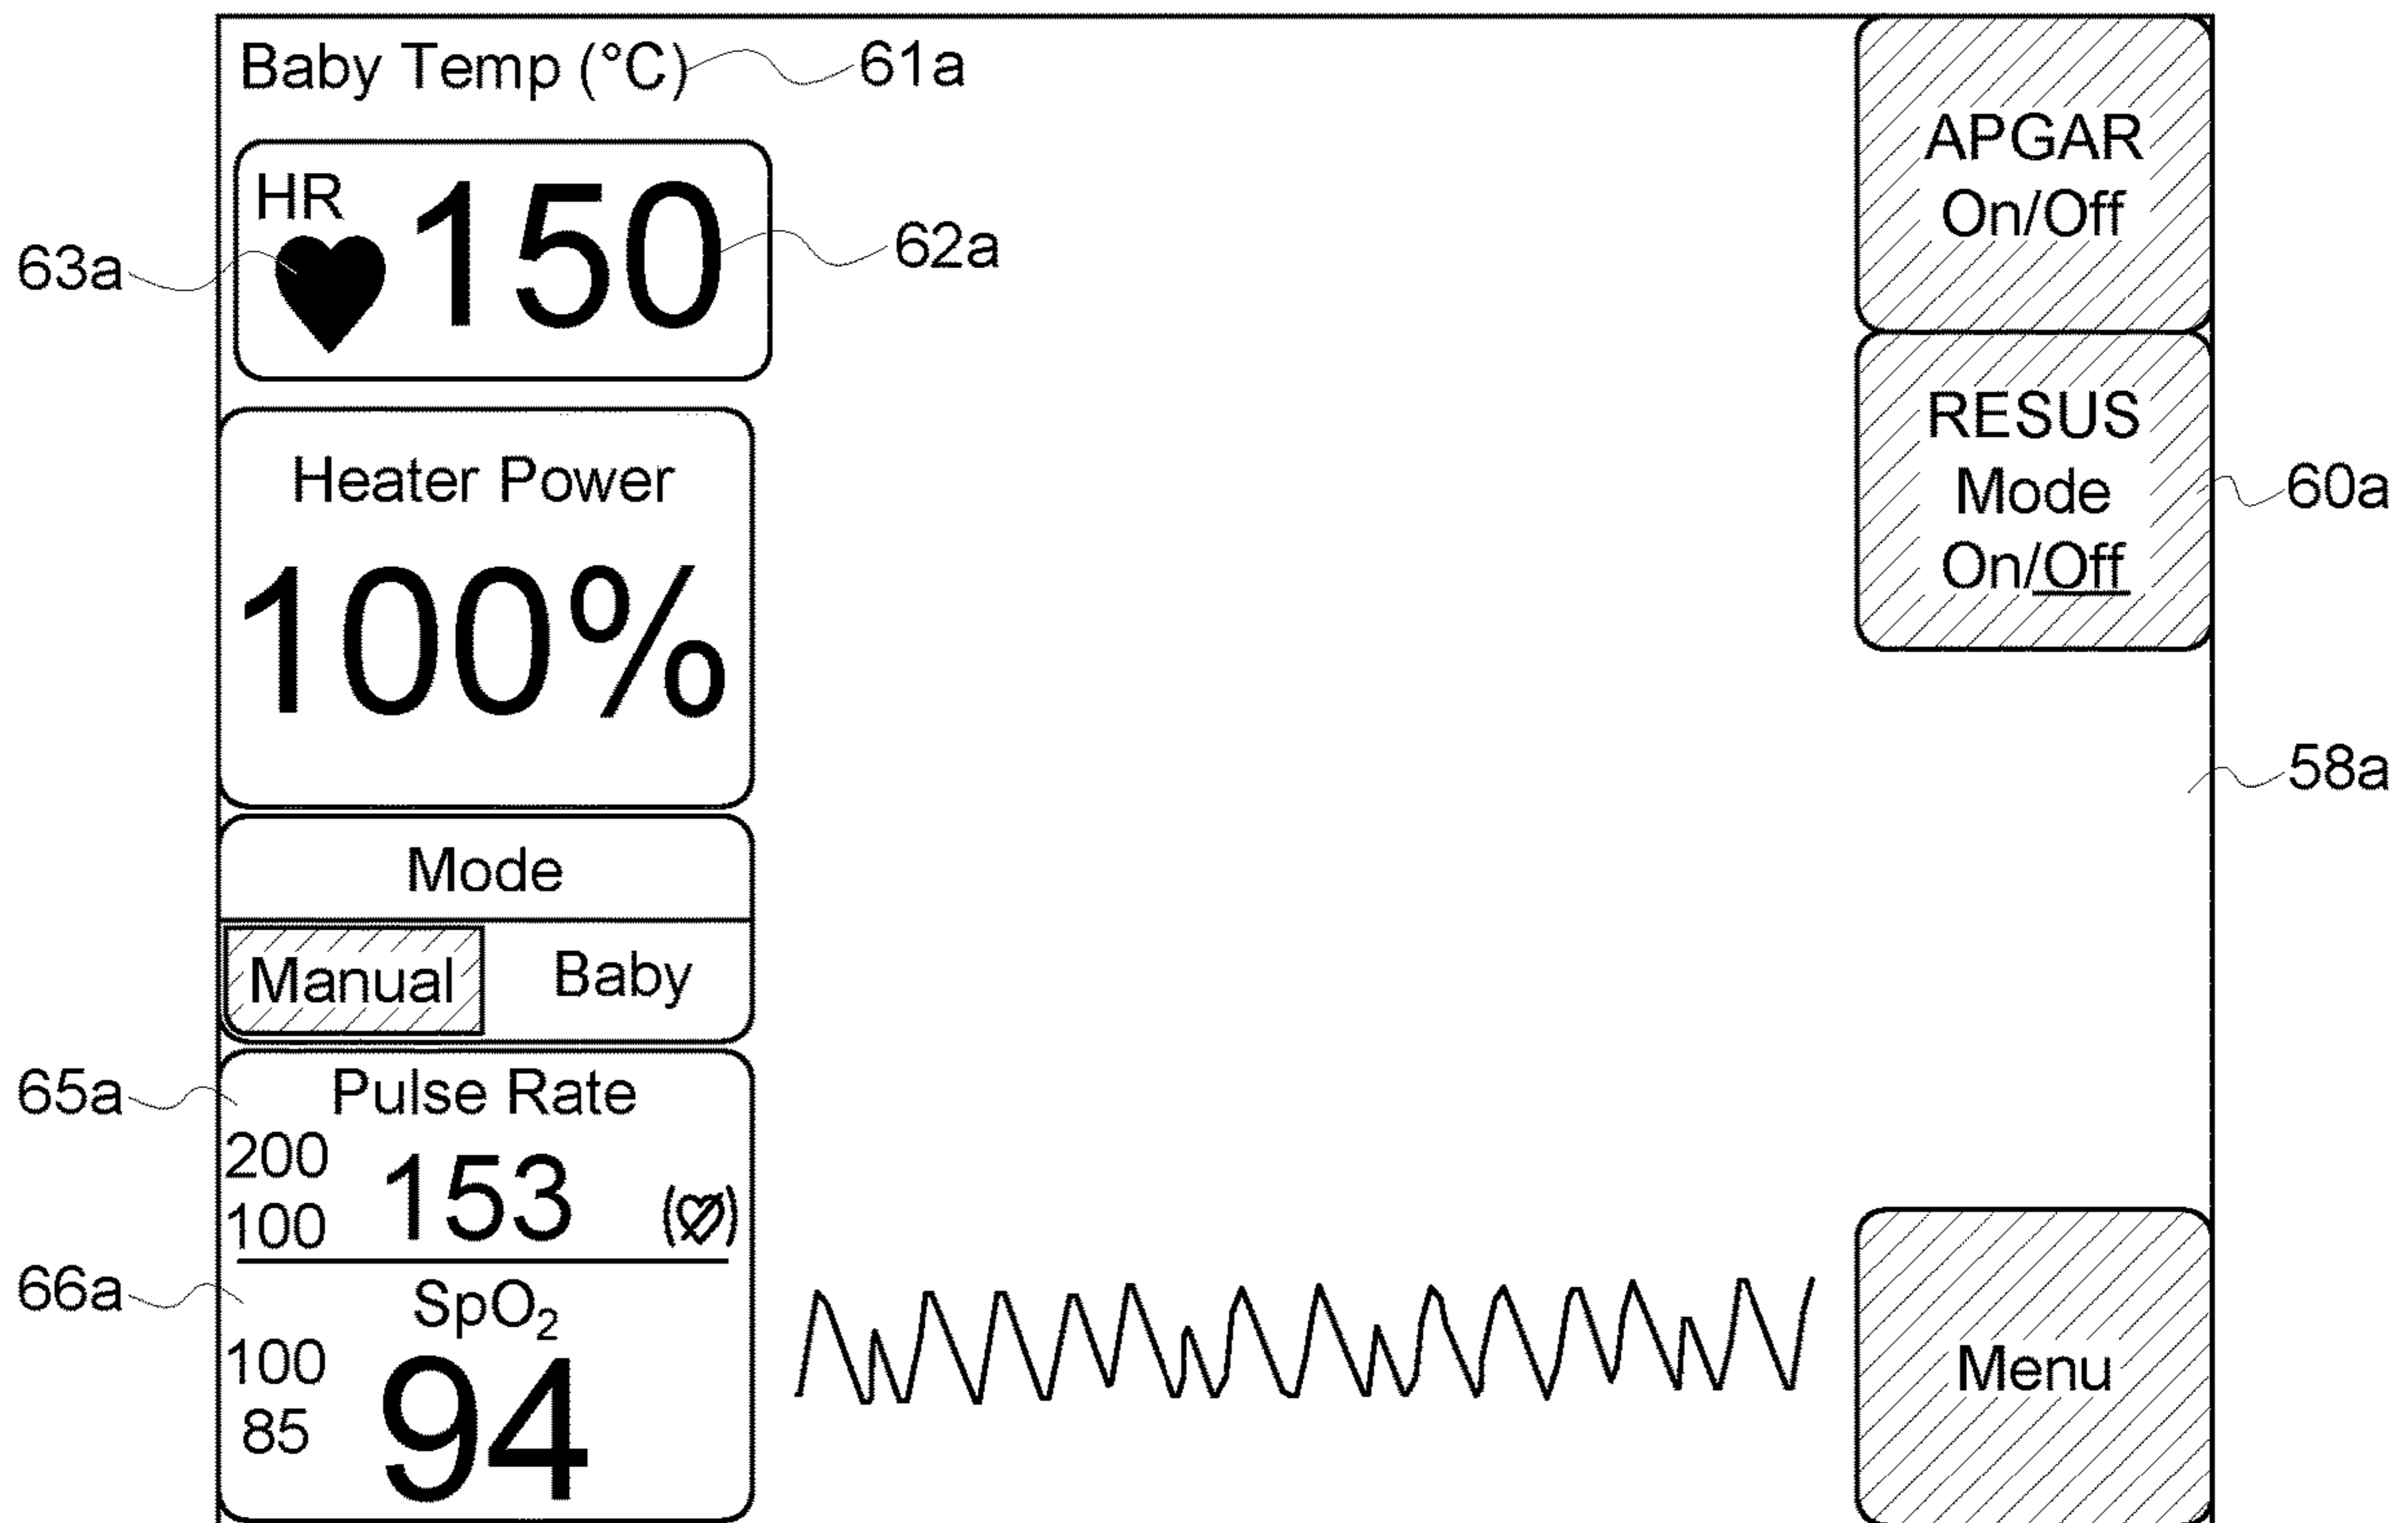 Baby Temp (°C)
61a
HR
150
63a
62a
Heater Power
100%
Mode
Manual
Baby
65a
Pulse Rate
200
100
153
66a
SpO₂
100
85
94
APGAR
On/Off
RESUS
Mode
On/Off
60a
58a
Menu